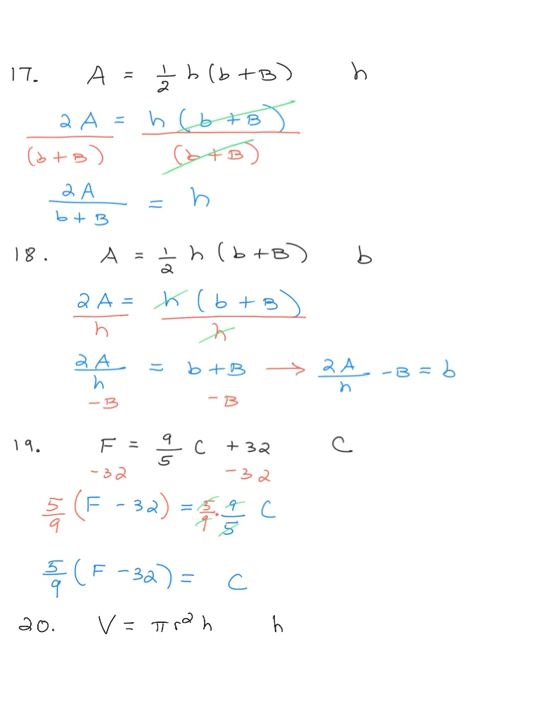 17. A = 1/2 h (b + B) h
2A = h (b + B)
(b + B) (b + B)
2A / b + B = h
18. A = 1/2 h (b + B) b
2A = h (b + B)
h h
2A / h = b + B → 2A / h - B = b
- B - B
19. F = 9/5 C + 32 C
- 32 - 32
5/9 (F - 32) = 5/9 · 9/5 C
5/9 (F - 32) = C
20. V = πr²h h